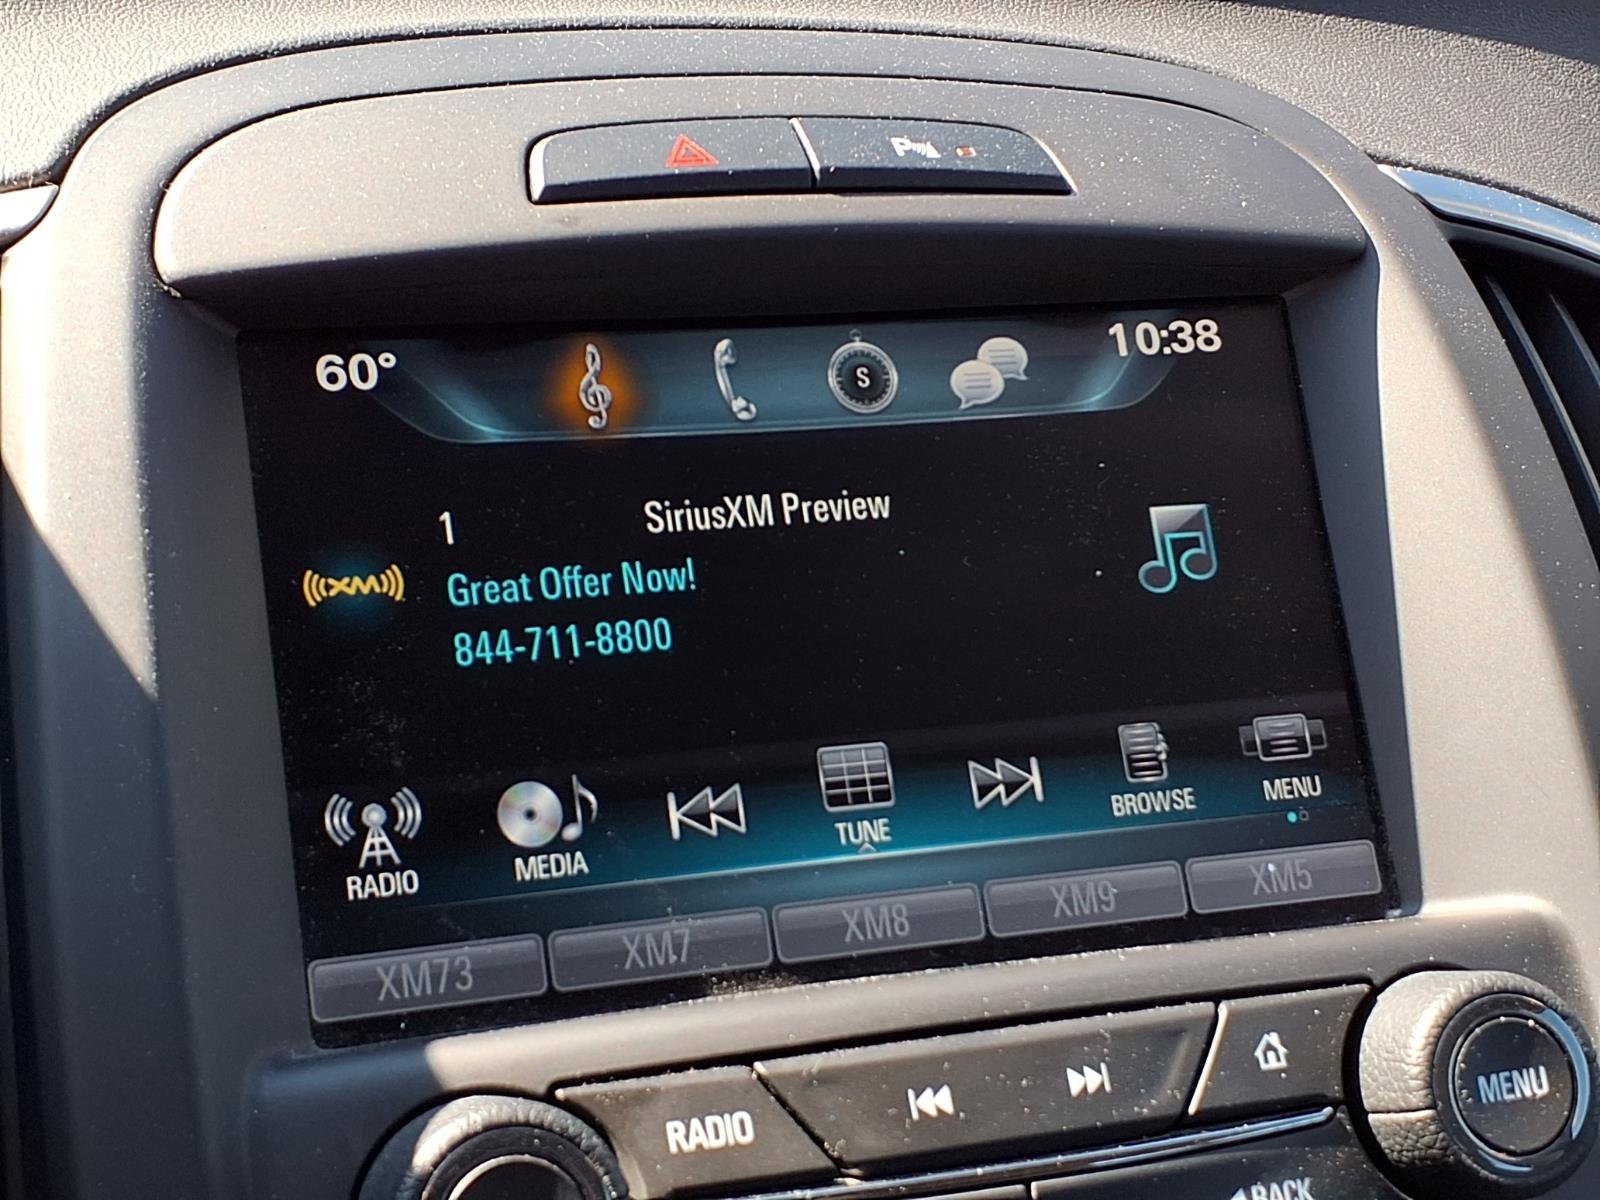 P
60°
S
10:38
1 SiriusXM Preview
XM
Great Offer Now!
844-711-8800
RADIO
MEDIA
TUNE
BROWSE
MENU
XM73
XM7
XM8
XM9
XM5
RADIO
MENU
BACK